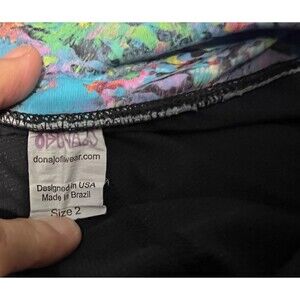 donajofitwear.com
Designed in USA
Made in Brazil
Size 2